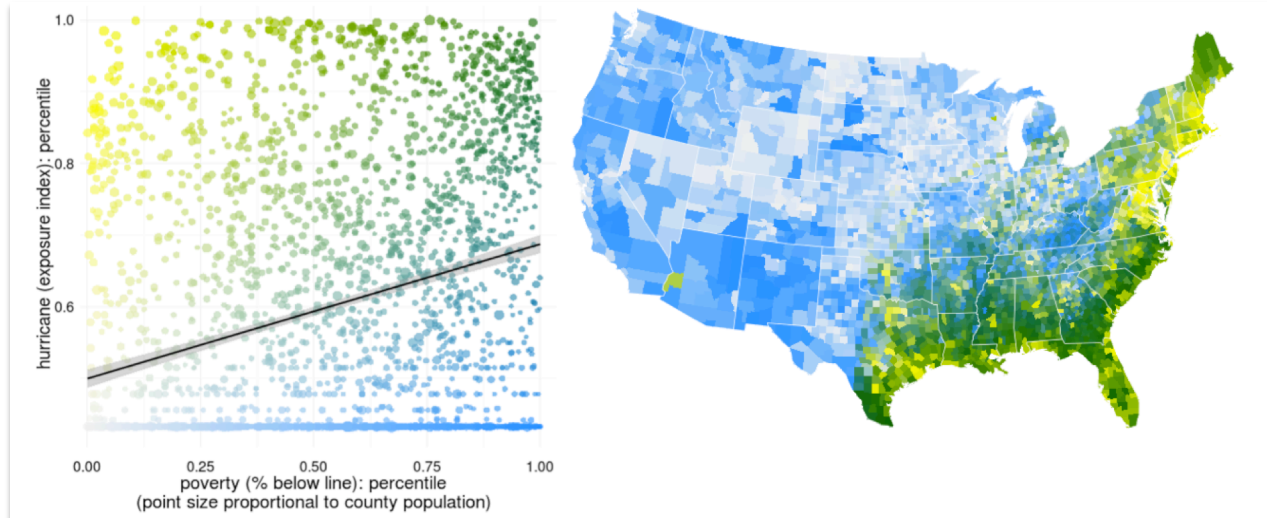 hurricane (exposure index): percentile
1.0
0.8
0.6
0.00 0.25 0.50 0.75 1.00
poverty (% below line): percentile
(point size proportional to county population)